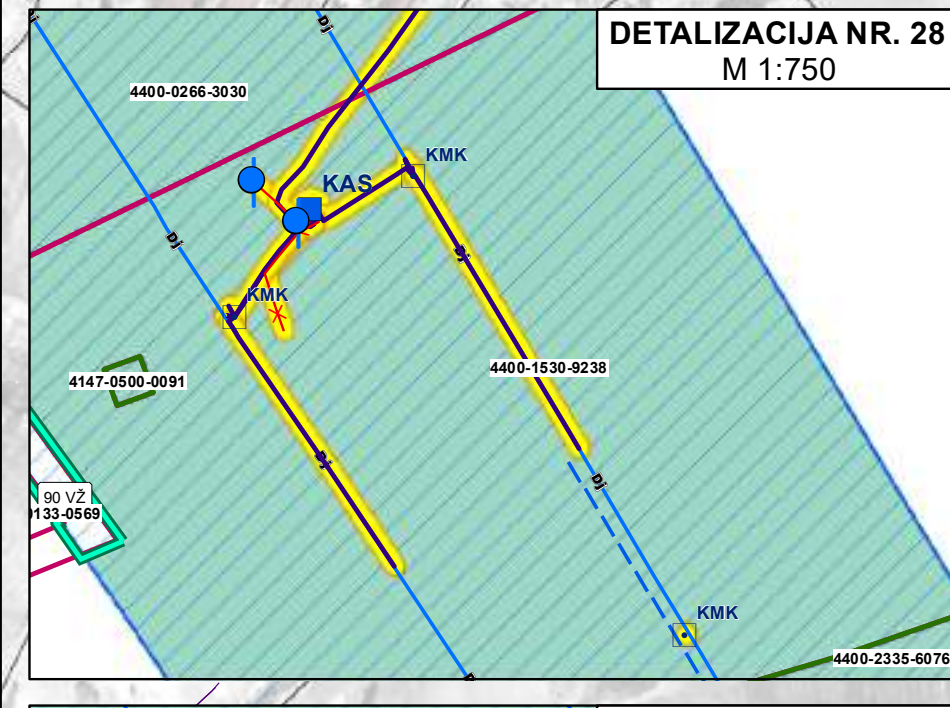 DETALIZACIJA NR. 28
M 1:750
Dj
Dj
4400-0266-3030
KMK
KAS
Dj
Dj
KMK
4400-1530-9238
4147-0500-0091
Dj
Dj
90 VŽ
0133-0569
KMK
4400-2335-6076